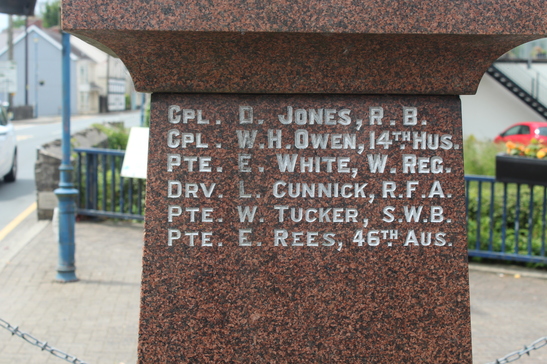 CPL. D. JONES, R.B.
CPL. W.H. OWEN, 14TH HUS.
PTE. E. WHITE, W. REG.
DRV. L. CUNNICK, R.F.A.
PTE. W. TUCKER, S.W.B.
PTE. E. REES, 46TH AUS.